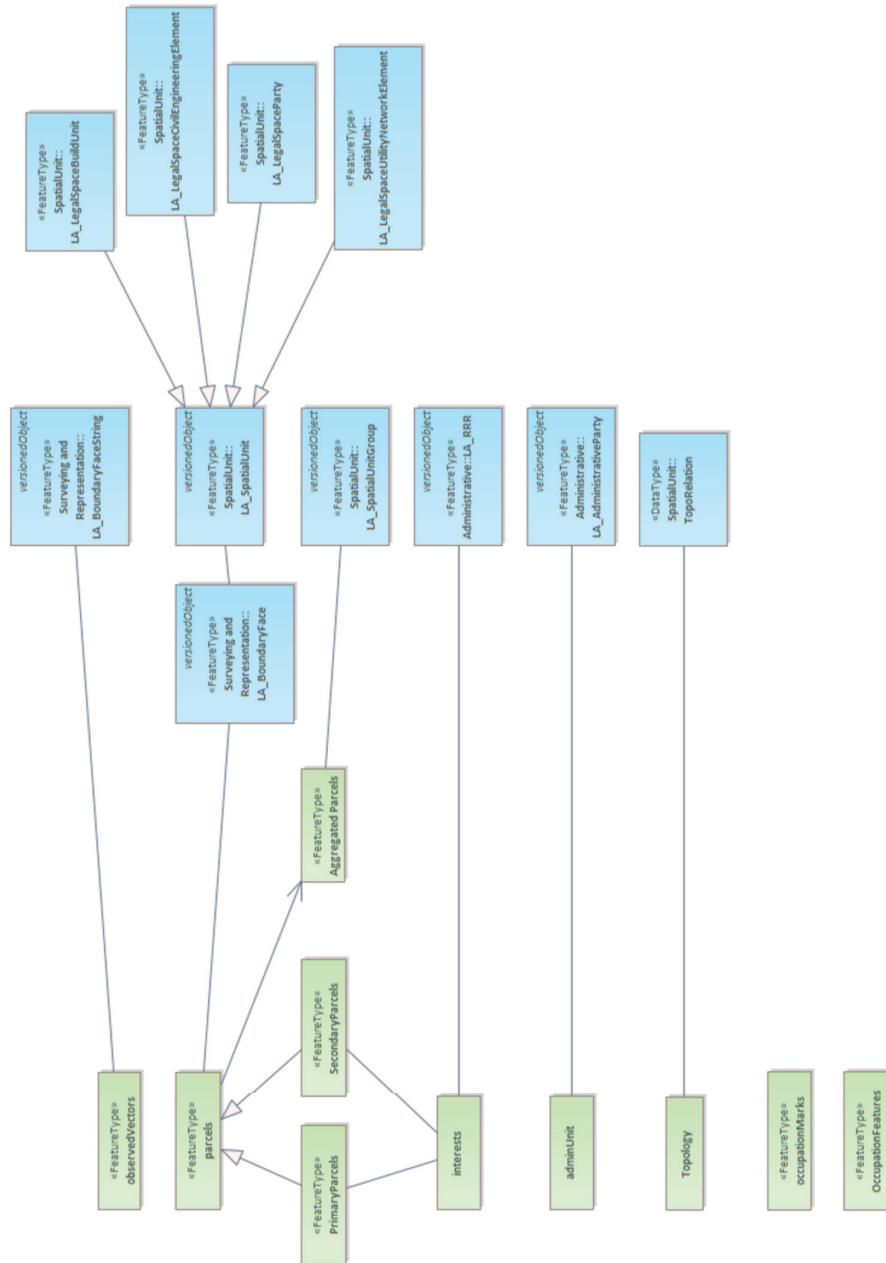 «FeatureType»
observedVectors
«FeatureType»
parcels
«FeatureType»
PrimaryParcels
«FeatureType»
SecondaryParcels
interests
adminUnit
Topology
«FeatureType»
occupationMarks
«FeatureType»
OccupationFeatures
«FeatureType»
Aggregated Parcels
versionedObject
«FeatureType»
Surveying and
Representation::
LA_BoundaryFace
versionedObject
«FeatureType»
Surveying and
Representation::
LA_BoundaryFaceString
versionedObject
«FeatureType»
SpatialUnit::
LA_SpatialUnit
versionedObject
«FeatureType»
SpatialUnit::
LA_SpatialUnitGroup
versionedObject
«FeatureType»
Administrative::LA_RRR
versionedObject
«FeatureType»
Administrative::
LA_AdministrativeParty
«DataType»
SpatialUnit::
TopoRelation
«FeatureType»
SpatialUnit::
LA_LegalSpaceBuildUnit
«FeatureType»
SpatialUnit::
LA_LegalSpaceCivilEngineeringElement
«FeatureType»
SpatialUnit::
LA_LegalSpaceParty
«FeatureType»
SpatialUnit::
LA_LegalSpaceUtilityNetworkElement